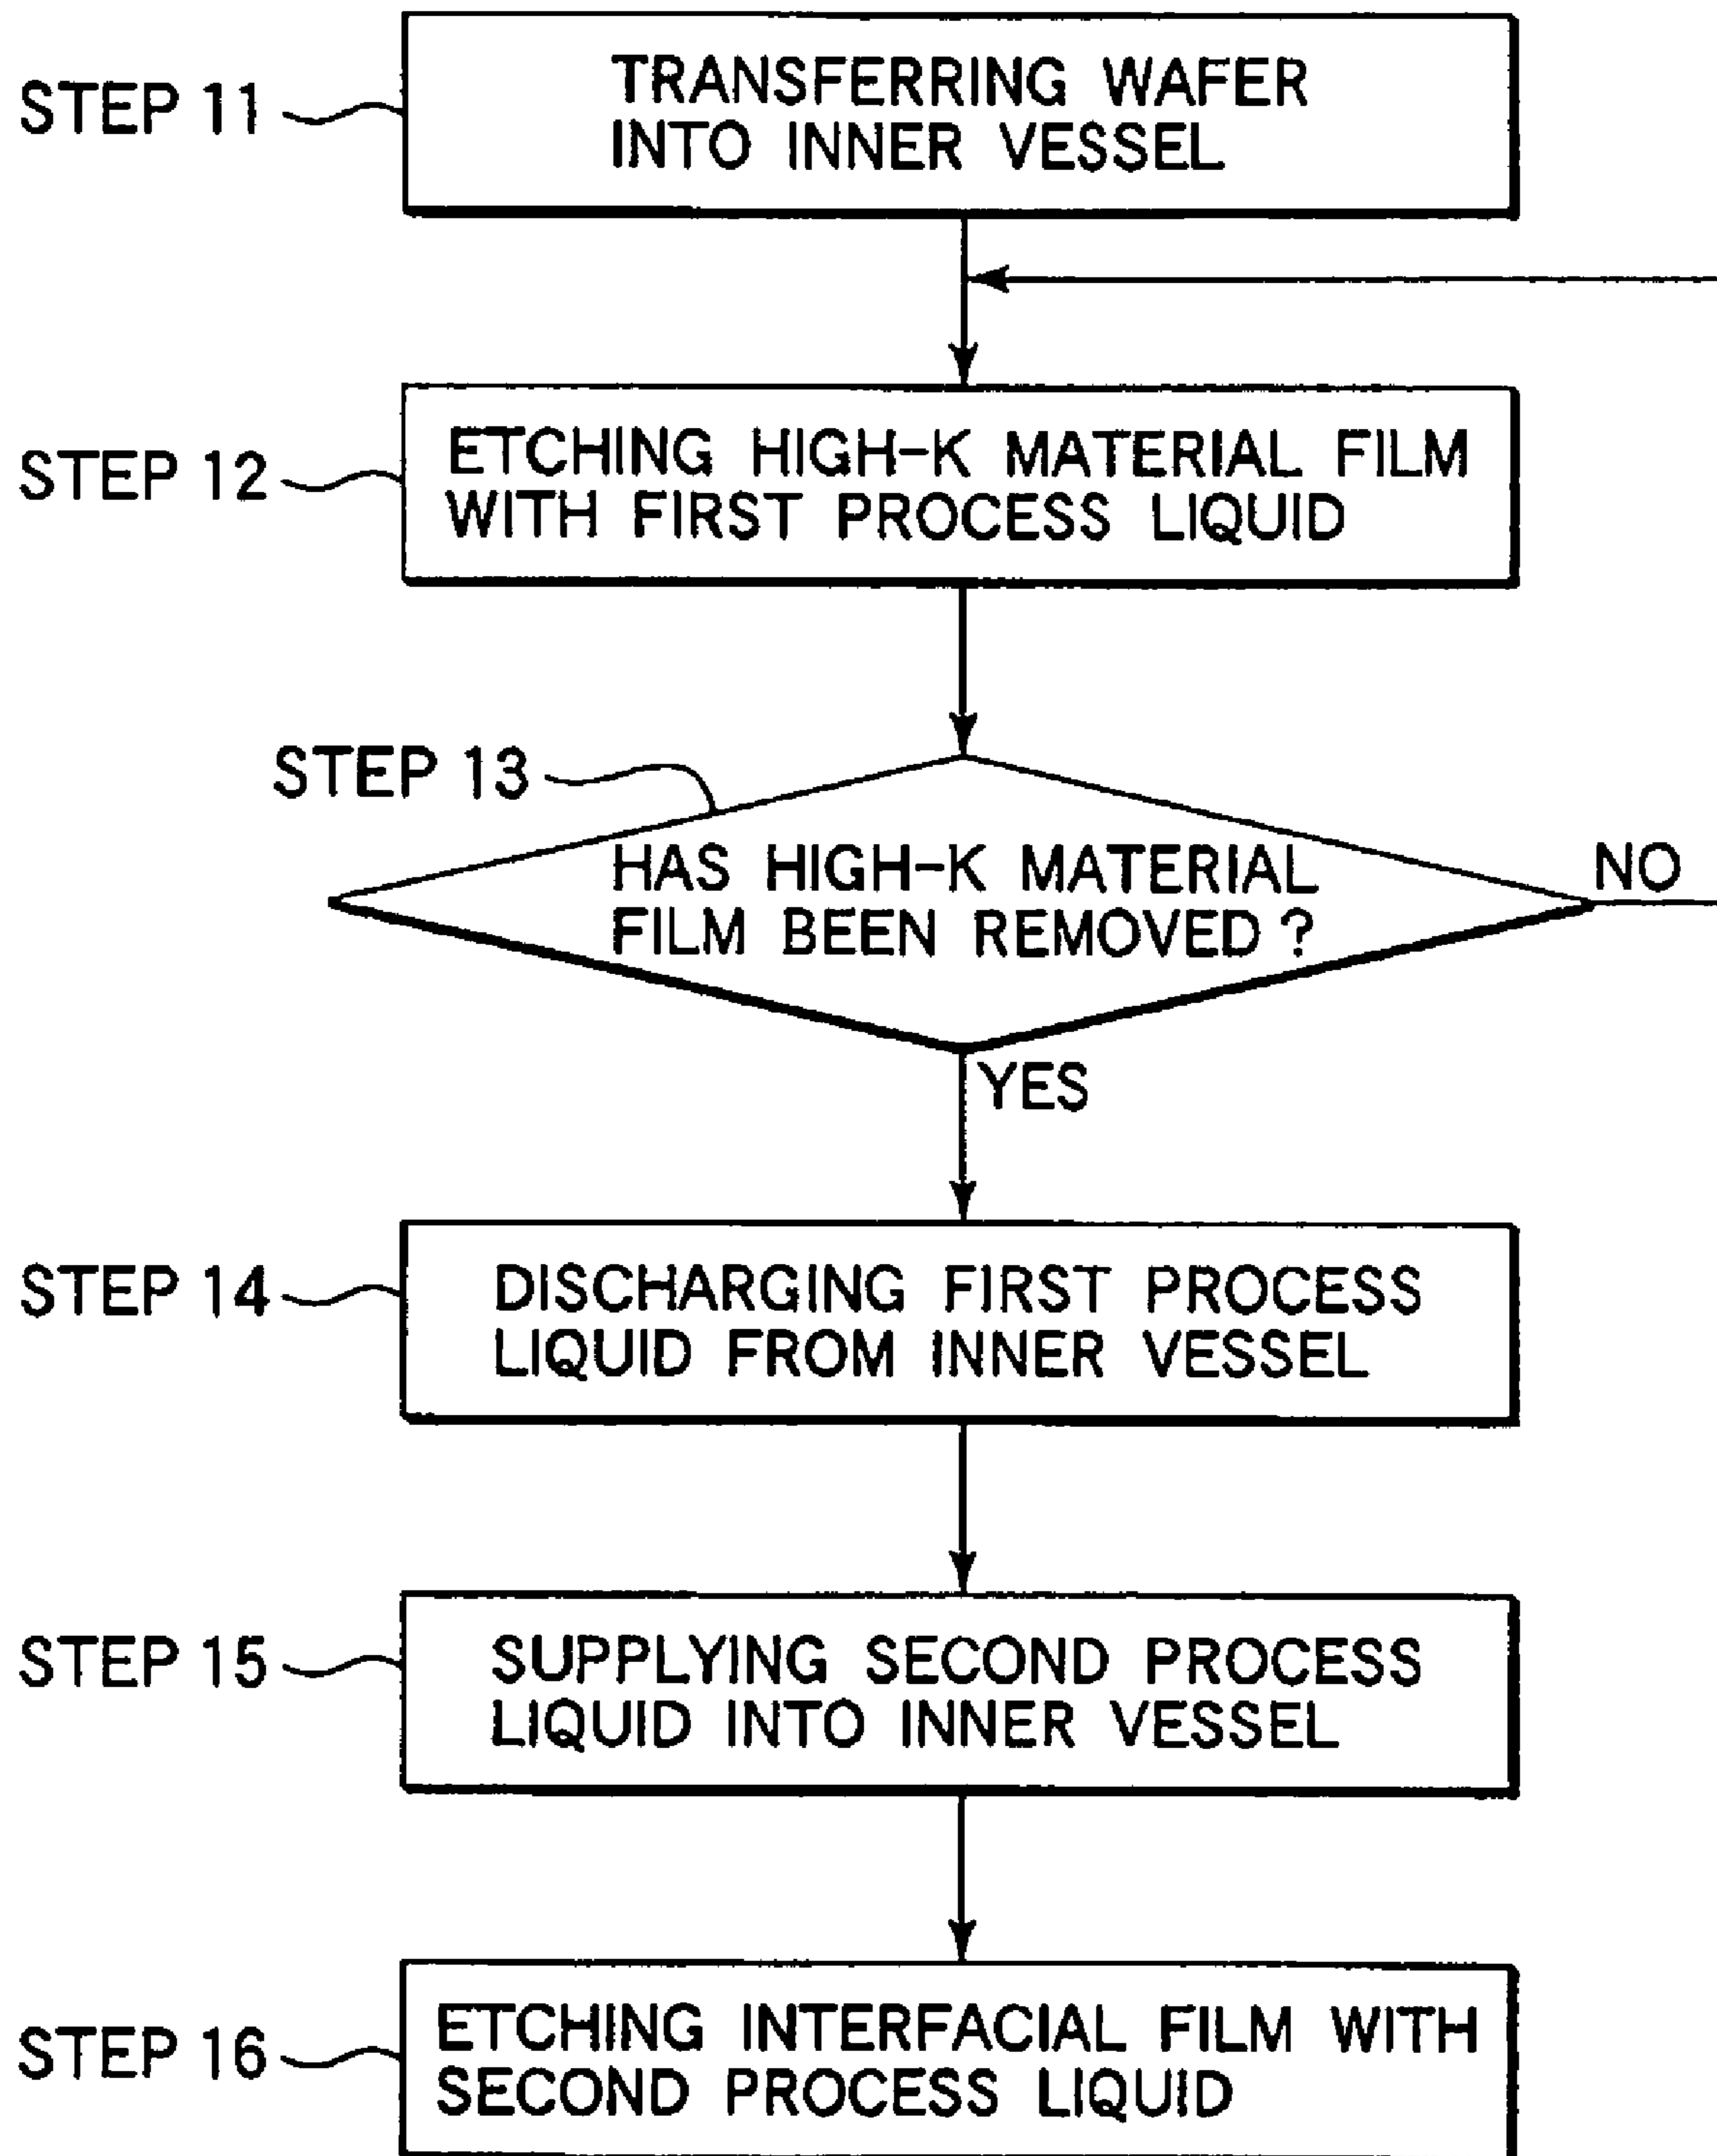 STEP 11
TRANSFERRING WAFER
INTO INNER VESSEL
STEP 12
ETCHING HIGH-K MATERIAL FILM
WITH FIRST PROCESS LIQUID
STEP 13
HAS HIGH-K MATERIAL
FILM BEEN REMOVED?
NO
YES
STEP 14
DISCHARGING FIRST PROCESS
LIQUID FROM INNER VESSEL
STEP 15
SUPPLYING SECOND PROCESS
LIQUID INTO INNER VESSEL
STEP 16
ETCHING INTERFACIAL FILM WITH
SECOND PROCESS LIQUID